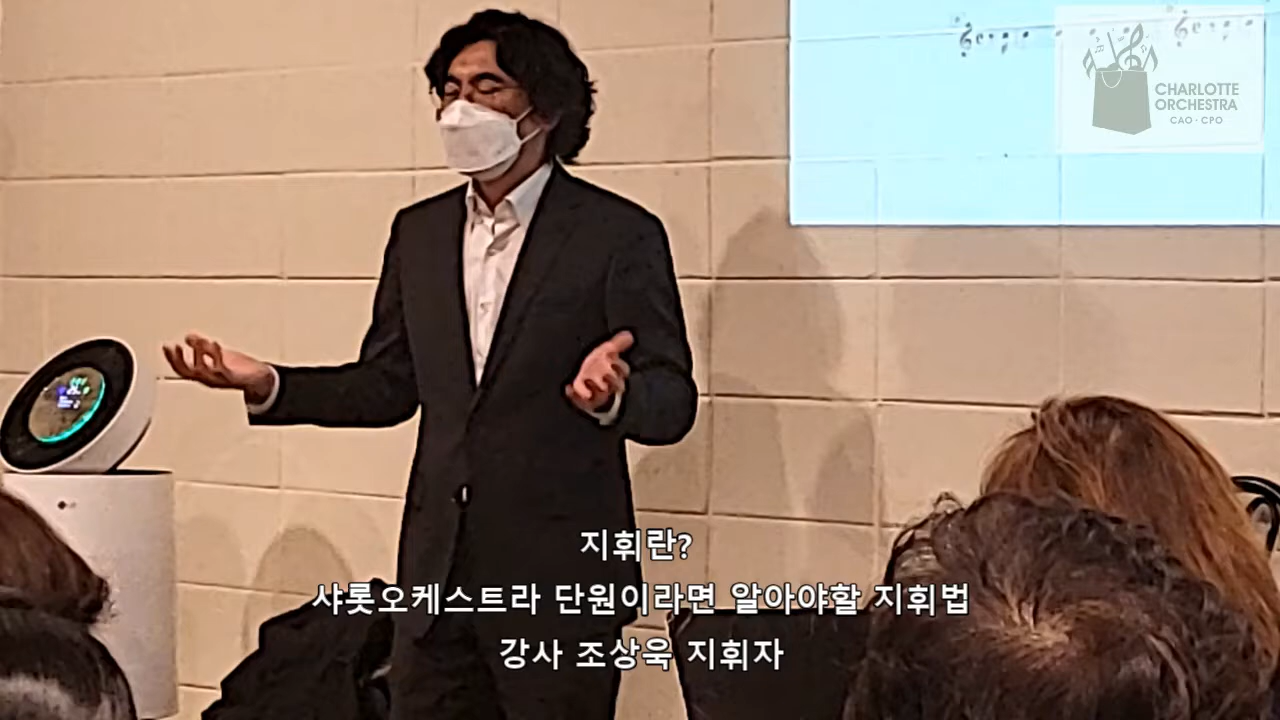 CHARLOTTE
ORCHESTRA
CAO · CPO
지휘란?
샤롯오케스트라 단원이라면 알아야할 지휘법
강사 조상욱 지휘자